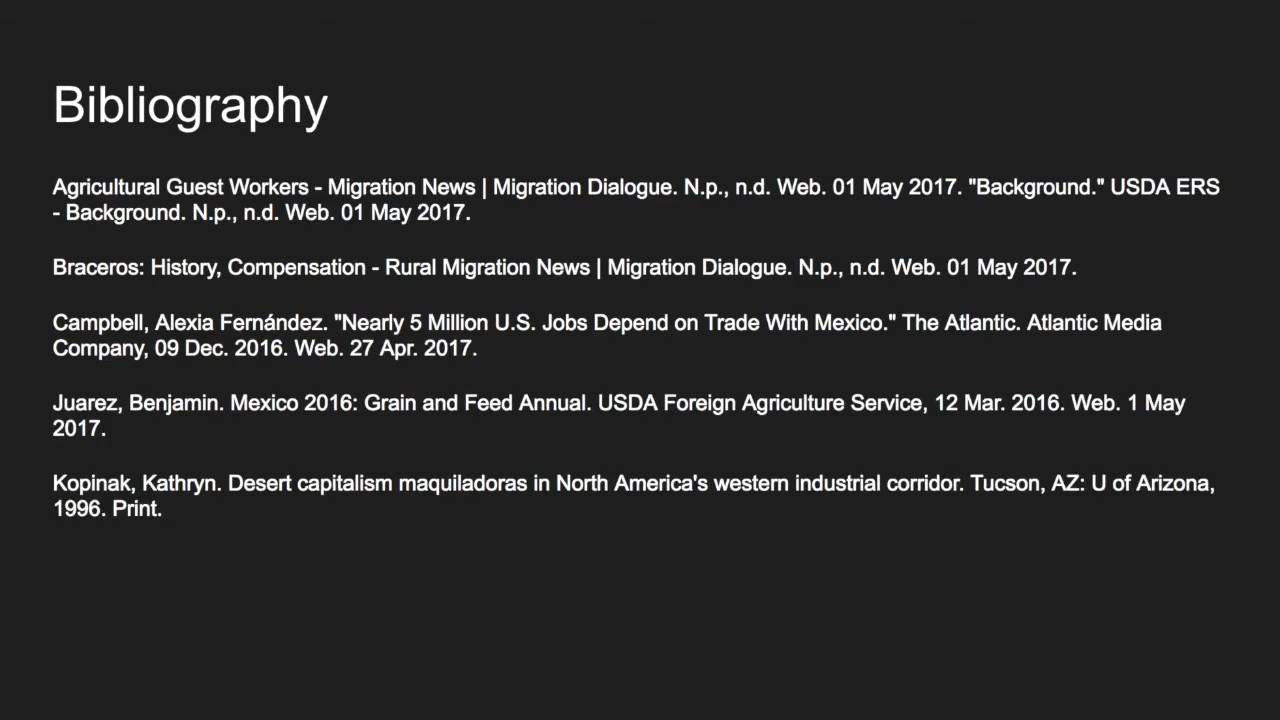 Bibliography
Agricultural Guest Workers - Migration News | Migration Dialogue. N.p., n.d. Web. 01 May 2017. "Background." USDA ERS
- Background. N.p., n.d. Web. 01 May 2017.
Braceros: History, Compensation - Rural Migration News | Migration Dialogue. N.p., n.d. Web. 01 May 2017.
Campbell, Alexia Fernández. "Nearly 5 Million U.S. Jobs Depend on Trade With Mexico." The Atlantic. Atlantic Media
Company, 09 Dec. 2016. Web. 27 Apr. 2017.
Juarez, Benjamin. Mexico 2016: Grain and Feed Annual. USDA Foreign Agriculture Service, 12 Mar. 2016. Web. 1 May
2017.
Kopinak, Kathryn. Desert capitalism maquiladoras in North America's western industrial corridor. Tucson, AZ: U of Arizona,
1996. Print.